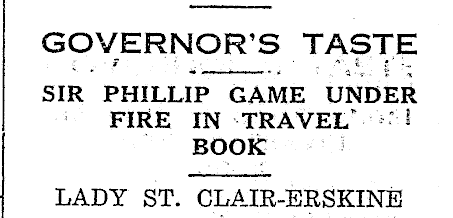 GOVERNOR'S TASTE
SIR PHILLIP GAME UNDER
FIRE IN TRAVEL
BOOK
LADY ST. CLAIR-ERSKINE